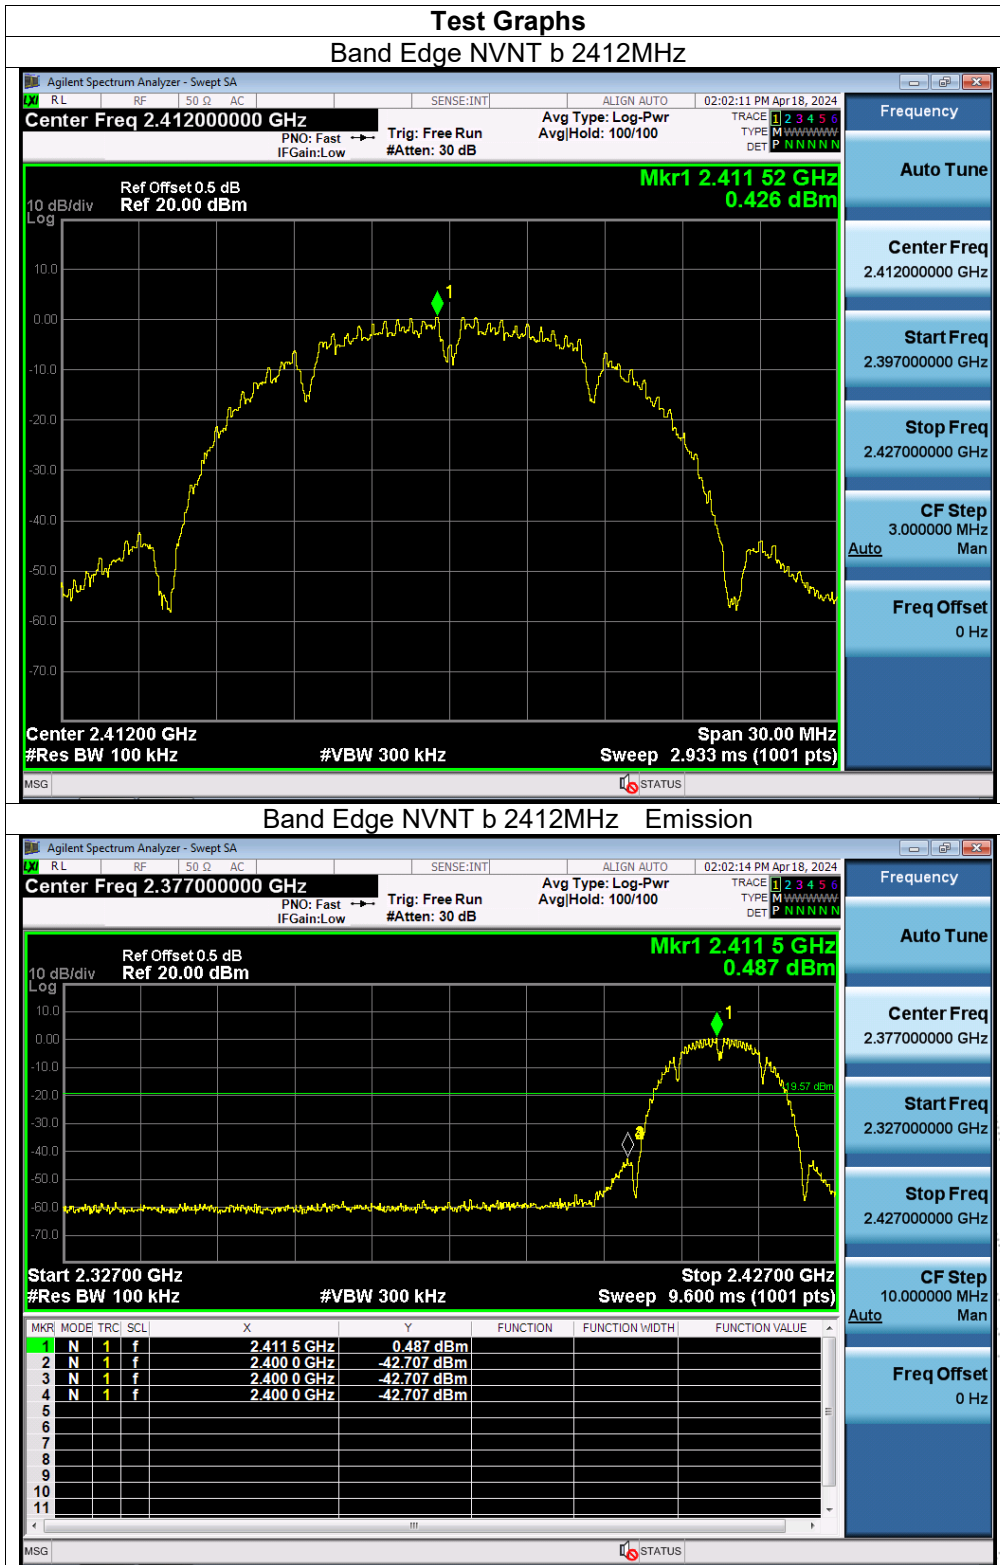 Test Graphs
Band Edge NVNT b 2412MHz
Agilent Spectrum Analyzer - Swept SA
LXI RL RF 50 Ω AC SENSE:INT ALIGN AUTO 02:02:11 PM Apr 18, 2024
Center Freq 2.412000000 GHz
PNO: Fast
IFGain:Low
Trig: Free Run
#Atten: 30 dB
Avg Type: Log-Pwr
Avg|Hold: 100/100
TRACE 1 2 3 4 5 6
TYPE M WWWWW
DET P N N N N N
Frequency
Auto Tune
Center Freq
2.412000000 GHz
Start Freq
2.397000000 GHz
Stop Freq
2.427000000 GHz
CF Step
3.000000 MHz
Auto Man
Freq Offset
0 Hz
Mkr1 2.411 52 GHz
0.426 dBm
Ref Offset 0.5 dB
10 dB/div Ref 20.00 dBm
Log
10.0
0.00
-10.0
-20.0
-30.0
-40.0
-50.0
-60.0
-70.0
1
Center 2.41200 GHz Span 30.00 MHz
#Res BW 100 kHz #VBW 300 kHz Sweep 2.933 ms (1001 pts)
MSG STATUS
Band Edge NVNT b 2412MHz Emission
Agilent Spectrum Analyzer - Swept SA
LXI RL RF 50 Ω AC SENSE:INT ALIGN AUTO 02:02:14 PM Apr 18, 2024
Center Freq 2.377000000 GHz
PNO: Fast
IFGain:Low
Trig: Free Run
#Atten: 30 dB
Avg Type: Log-Pwr
Avg|Hold: 100/100
TRACE 1 2 3 4 5 6
TYPE M WWWWW
DET P N N N N N
Frequency
Auto Tune
Center Freq
2.377000000 GHz
Start Freq
2.327000000 GHz
Stop Freq
2.427000000 GHz
CF Step
10.000000 MHz
Auto Man
Freq Offset
0 Hz
Mkr1 2.411 5 GHz
0.487 dBm
Ref Offset 0.5 dB
10 dB/div Ref 20.00 dBm
Log
10.0
0.00
-10.0
-20.0
-30.0
-40.0
-50.0
-60.0
-70.0
1
19.57 dBm
Start 2.32700 GHz Stop 2.42700 GHz
#Res BW 100 kHz #VBW 300 kHz Sweep 9.600 ms (1001 pts)
MKR MODE TRC SCL X Y FUNCTION FUNCTION WIDTH FUNCTION VALUE
1 N 1 f 2.411 5 GHz 0.487 dBm
2 N 1 f 2.400 0 GHz -42.707 dBm
3 N 1 f 2.400 0 GHz -42.707 dBm
4 N 1 f 2.400 0 GHz -42.707 dBm
5
6
7
8
9
10
11
MSG STATUS